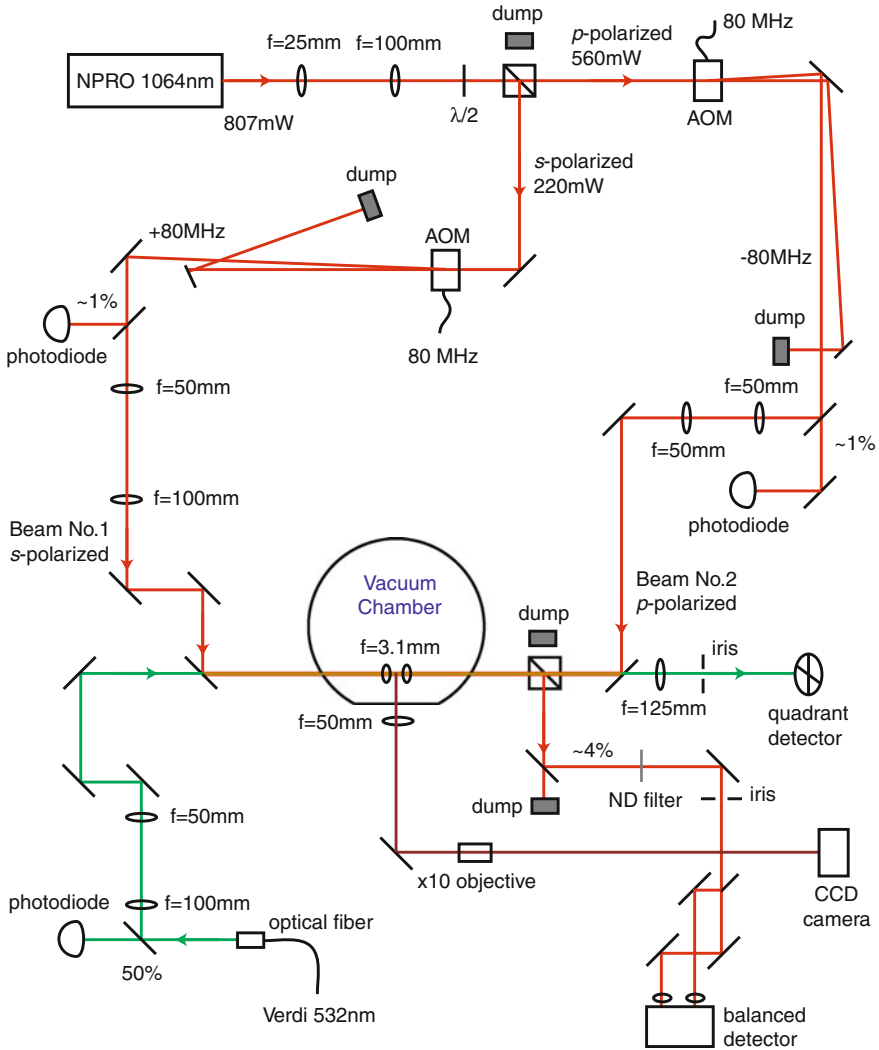 dump
p-polarized
560mW
80 MHz
f=25mm
f=100mm
NPRO 1064nm
807mW
λ/2
AOM
s-polarized
220mW
dump
+80MHz
AOM
-80MHz
~1%
photodiode
80 MHz
dump
f=50mm
f=50mm
f=50mm
~1%
f=100mm
photodiode
Beam No.1
s-polarized
Vacuum
Chamber
Beam No.2
p-polarized
dump
iris
f=3.1mm
f=50mm
f=125mm
quadrant
detector
~4%
ND filter
iris
dump
f=50mm
x10 objective
CCD
camera
photodiode
f=100mm
optical fiber
50%
Verdi 532nm
balanced
detector